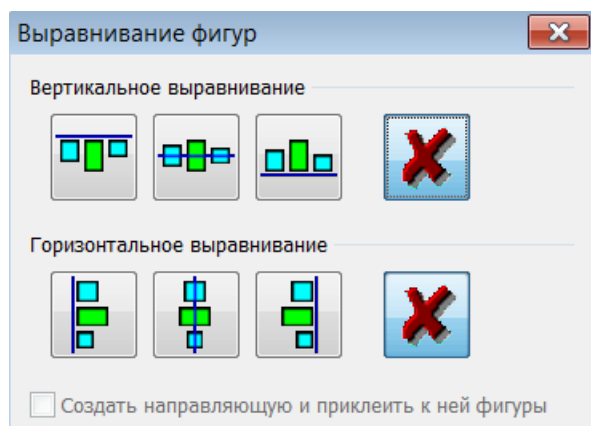 Выравнивание фигур
Вертикальное выравнивание
Горизонтальное выравнивание
Создать направляющую и приклеить к ней фигуры